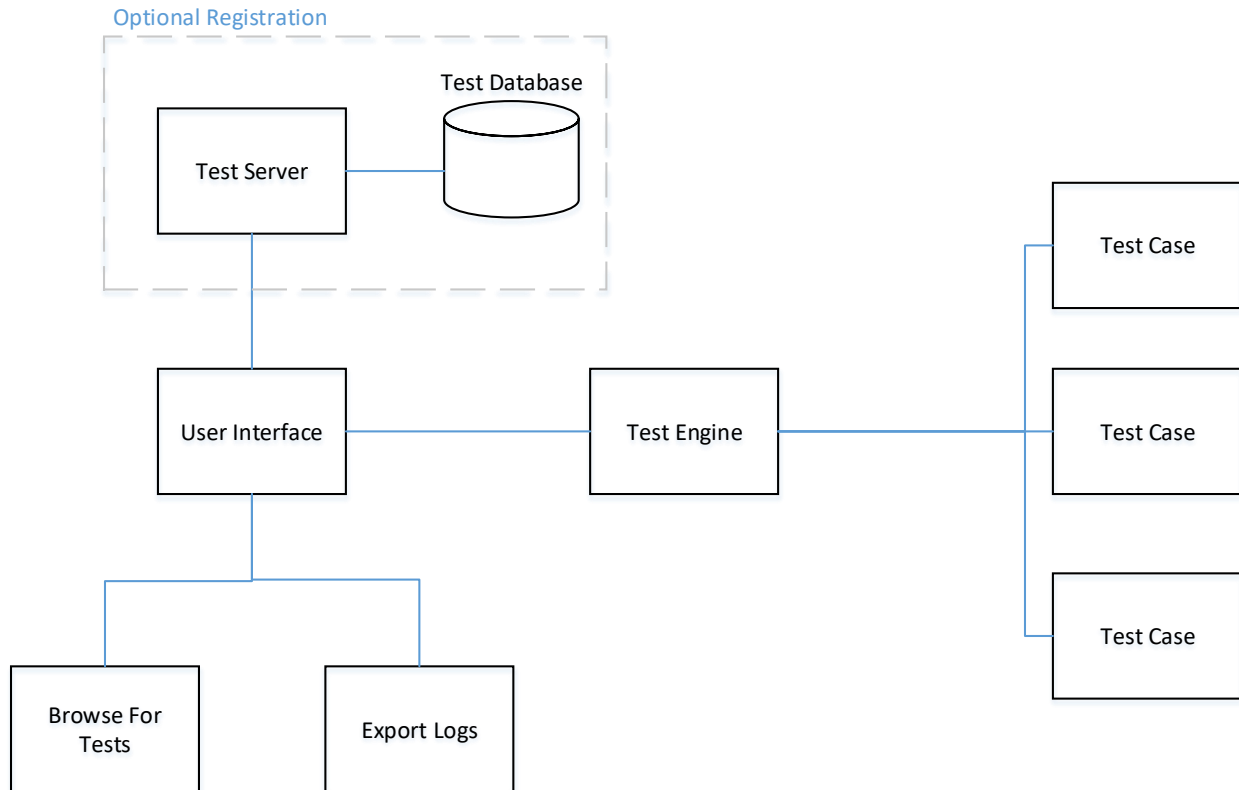 Optional Registration
Test Database
Test Server
Test Case
User Interface
Test Engine
Test Case
Test Case
Browse For
Tests
Export Logs